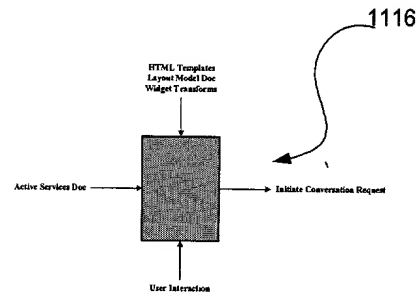 1116
HTML Templates
Layout Model Doc
Widget Transforms
Active Services Doc
Initiate Conversation Request
User Interaction